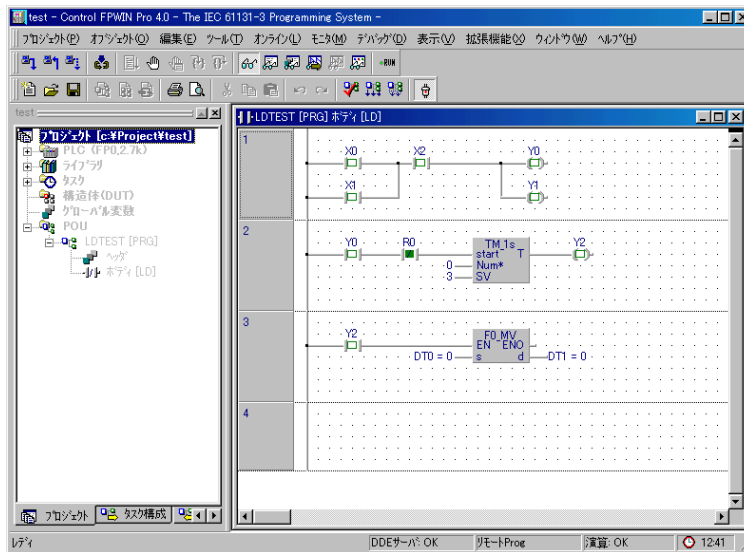 test - Control FPWIN Pro 4.0 - The IEC 61131-3 Programming System -
プロジェクト(P) オブジェクト(O) 編集(E) ツール(T) オンライン(L) モニタ(M) デバッグ(D) 表示(V) 拡張機能(X) ウィンドウ(W) ヘルプ(H)
RUN
test
プロジェクト [c:¥Project¥test]
PLC (FP0,2.7k)
ライブラリ
タスク
構造体(DUT)
グローバル変数
POU
LDTEST [PRG]
ヘッダ
ボディ [LD]
プロジェクト タスク構成
LDTEST [PRG] ボディ [LD]
1
X0 X2 Y0
X1 Y1
2
Y0 R0 TM_1s Y2
start T
0 Num*
3 SV
3
Y2 F0_MV
EN ENO
DT0 = 0 s d DT1 = 0
4
レディ DDEサーバ: OK リモートProg 演算: OK 12:41